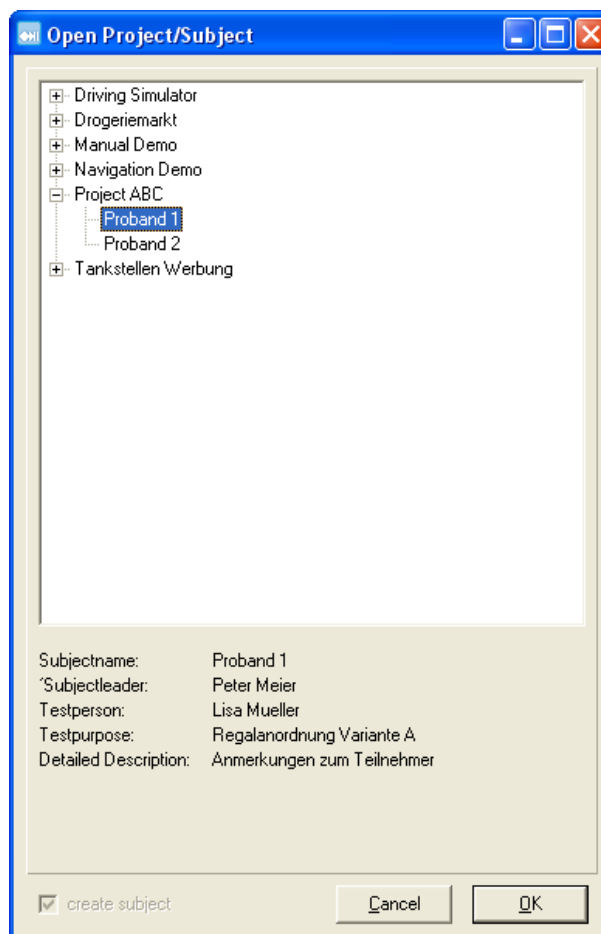 Open Project/Subject
Driving Simulator
Drogeriemarkt
Manual Demo
Navigation Demo
Project ABC
Proband 1
Proband 2
Tankstellen Werbung
Subjectname: Proband 1
´Subjectleader: Peter Meier
Testperson: Lisa Mueller
Testpurpose: Regalanordnung Variante A
Detailed Description: Anmerkungen zum Teilnehmer
create subject Cancel OK